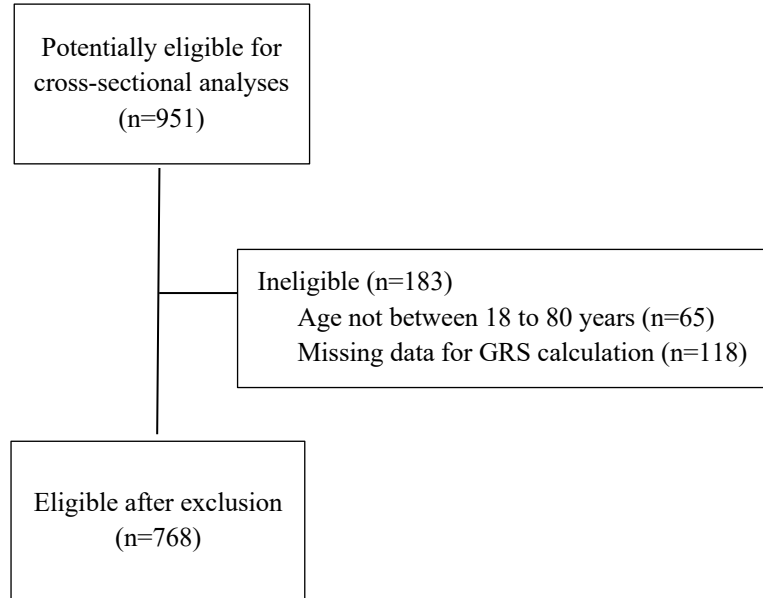 Potentially eligible for
cross-sectional analyses
(n=951)
Ineligible (n=183)
Age not between 18 to 80 years (n=65)
Missing data for GRS calculation (n=118)
Eligible after exclusion
(n=768)